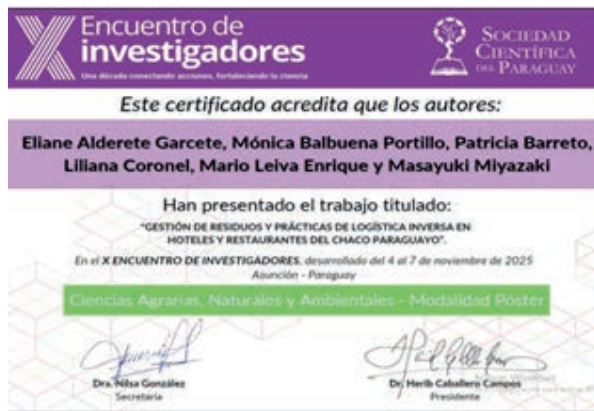 X Encuentro de
investigadores
Una década conectando acciones, fortaleciendo la ciencia
SOCIEDAD
CIENTÍFICA
DEL PARAGUAY
Este certificado acredita que los autores:
Eliane Alderete Garcete, Mónica Balbuena Portillo, Patricia Barreto,
Liliana Coronel, Mario Leiva Enrique y Masayuki Miyazaki
Han presentado el trabajo titulado:
"GESTIÓN DE RESIDUOS Y PRÁCTICAS DE LOGÍSTICA INVERSA EN
HOTELES Y RESTAURANTES DEL CHACO PARAGUAYO".
En el X ENCUENTRO DE INVESTIGADORES, desarrollado del 4 al 7 de noviembre de 2025
Asunción - Paraguay
Ciencias Agrarias, Naturales y Ambientales - Modalidad Póster
Dra. Nilsa González
Secretaria
Dr. Herib Caballero Campos
Presidente